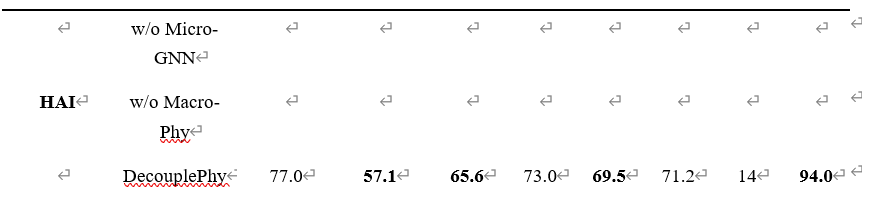 w/o Micro-
GNN
HAI w/o Macro-
Phy
DecouplePhy 77.0 57.1 65.6 73.0 69.5 71.2 14 94.0